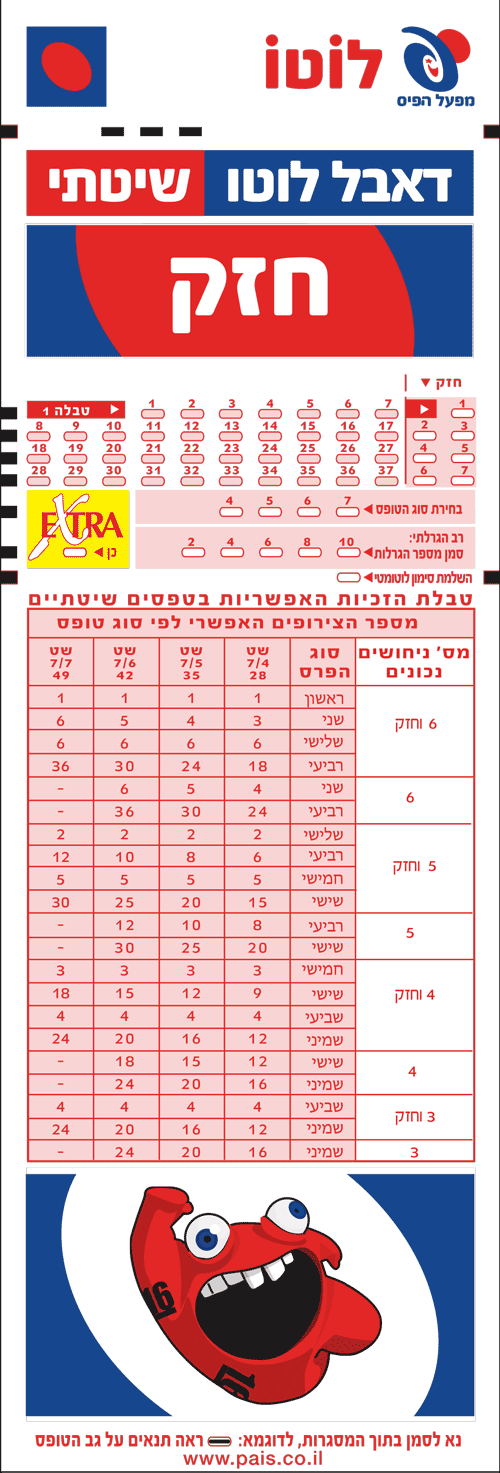 לוטו
מפעל הפיס
דאבל לוטו שיטתי
חזק
חזק ▼
טבלה 1 ► 1 2 3 4 5 6 7 ► 1
8 9 10 11 12 13 14 15 16 17 2 3
18 19 20 21 22 23 24 25 26 27 4 5
28 29 30 31 32 33 34 35 36 37 6 7
בחירת סוג הטופס ◄ 7 6 5 4
רב הגרלתי:
סמן מספר הגרלות ◄ 10 8 6 4 2
EXTRA
כן ◄
השלמת סימון לוטומטי ◄
טבלת הזכיות האפשריות בטפסים שיטתיים
מספר הצירופים האפשרי לפי סוג טופס
מס' ניחושים נכונים סוג הפרס שט 7/4 28 שט 7/5 35 שט 7/6 42 שט 7/7 49
6 וחזק ראשון 1 1 1 1
שני 3 4 5 6
שלישי 6 6 6 6
רביעי 18 24 30 36
6 שני 4 5 6 -
רביעי 24 30 36 -
5 וחזק שלישי 2 2 2 2
רביעי 6 8 10 12
חמישי 5 5 5 5
שישי 15 20 25 30
5 רביעי 8 10 12 -
שישי 20 25 30 -
4 וחזק חמישי 3 3 3 3
שישי 9 12 15 18
שביעי 4 4 4 4
שמיני 12 16 20 24
4 שישי 12 15 18 -
שמיני 16 20 24 -
3 וחזק שביעי 4 4 4 4
שמיני 12 16 20 24
3 שמיני 16 20 24 -
16
16
נא לסמן בתוך המסגרות, לדוגמא: ראה תנאים על גב הטופס
www.pais.co.il